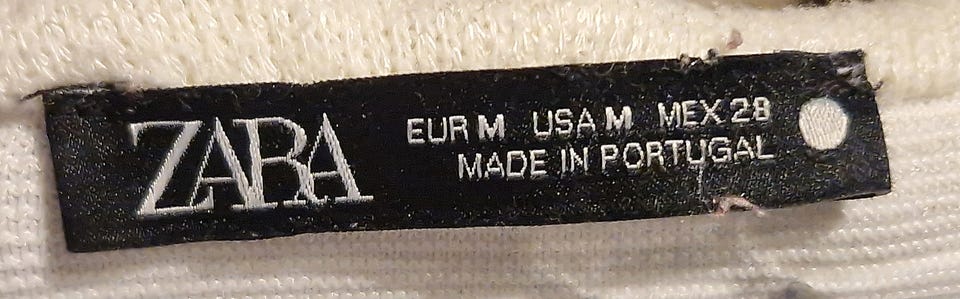 ZARA
EUR M USA M MEX 28
MADE IN PORTUGAL